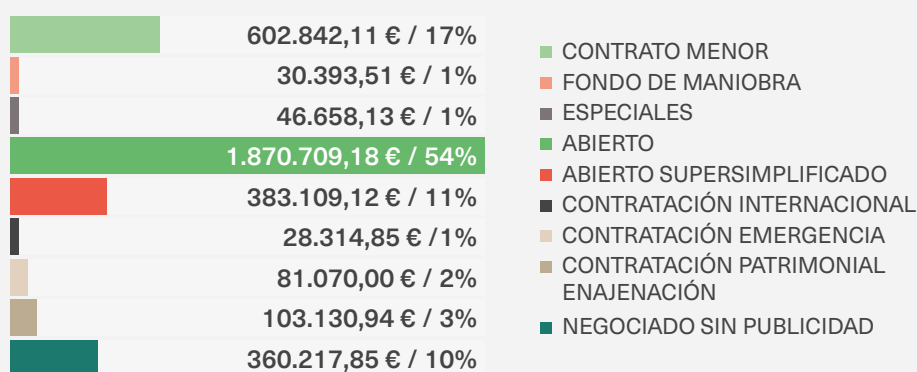 602.842,11 € / 17%
30.393,51 € / 1%
46.658,13 € / 1%
1.870.709,18 € / 54%
383.109,12 € / 11%
28.314,85 € /1%
81.070,00 € / 2%
103.130,94 € / 3%
360.217,85 € / 10%
CONTRATO MENOR
FONDO DE MANIOBRA
ESPECIALES
ABIERTO
ABIERTO SUPERSIMPLIFICADO
CONTRATACIÓN INTERNACIONAL
CONTRATACIÓN EMERGENCIA
CONTRATACIÓN PATRIMONIAL
ENAJENACIÓN
NEGOCIADO SIN PUBLICIDAD